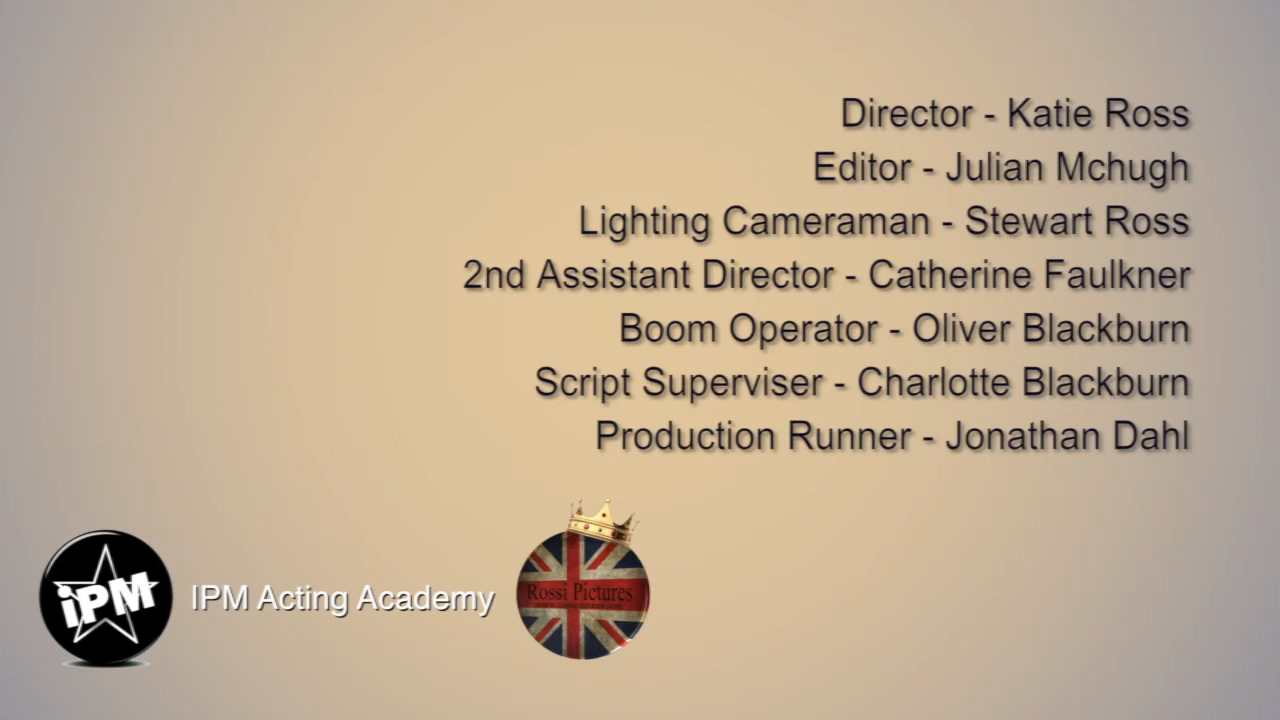 Director - Katie Ross
Editor - Julian Mchugh
Lighting Cameraman - Stewart Ross
2nd Assistant Director - Catherine Faulkner
Boom Operator - Oliver Blackburn
Script Superviser - Charlotte Blackburn
Production Runner - Jonathan Dahl
iPM
IPM Acting Academy
Rossi Pictures